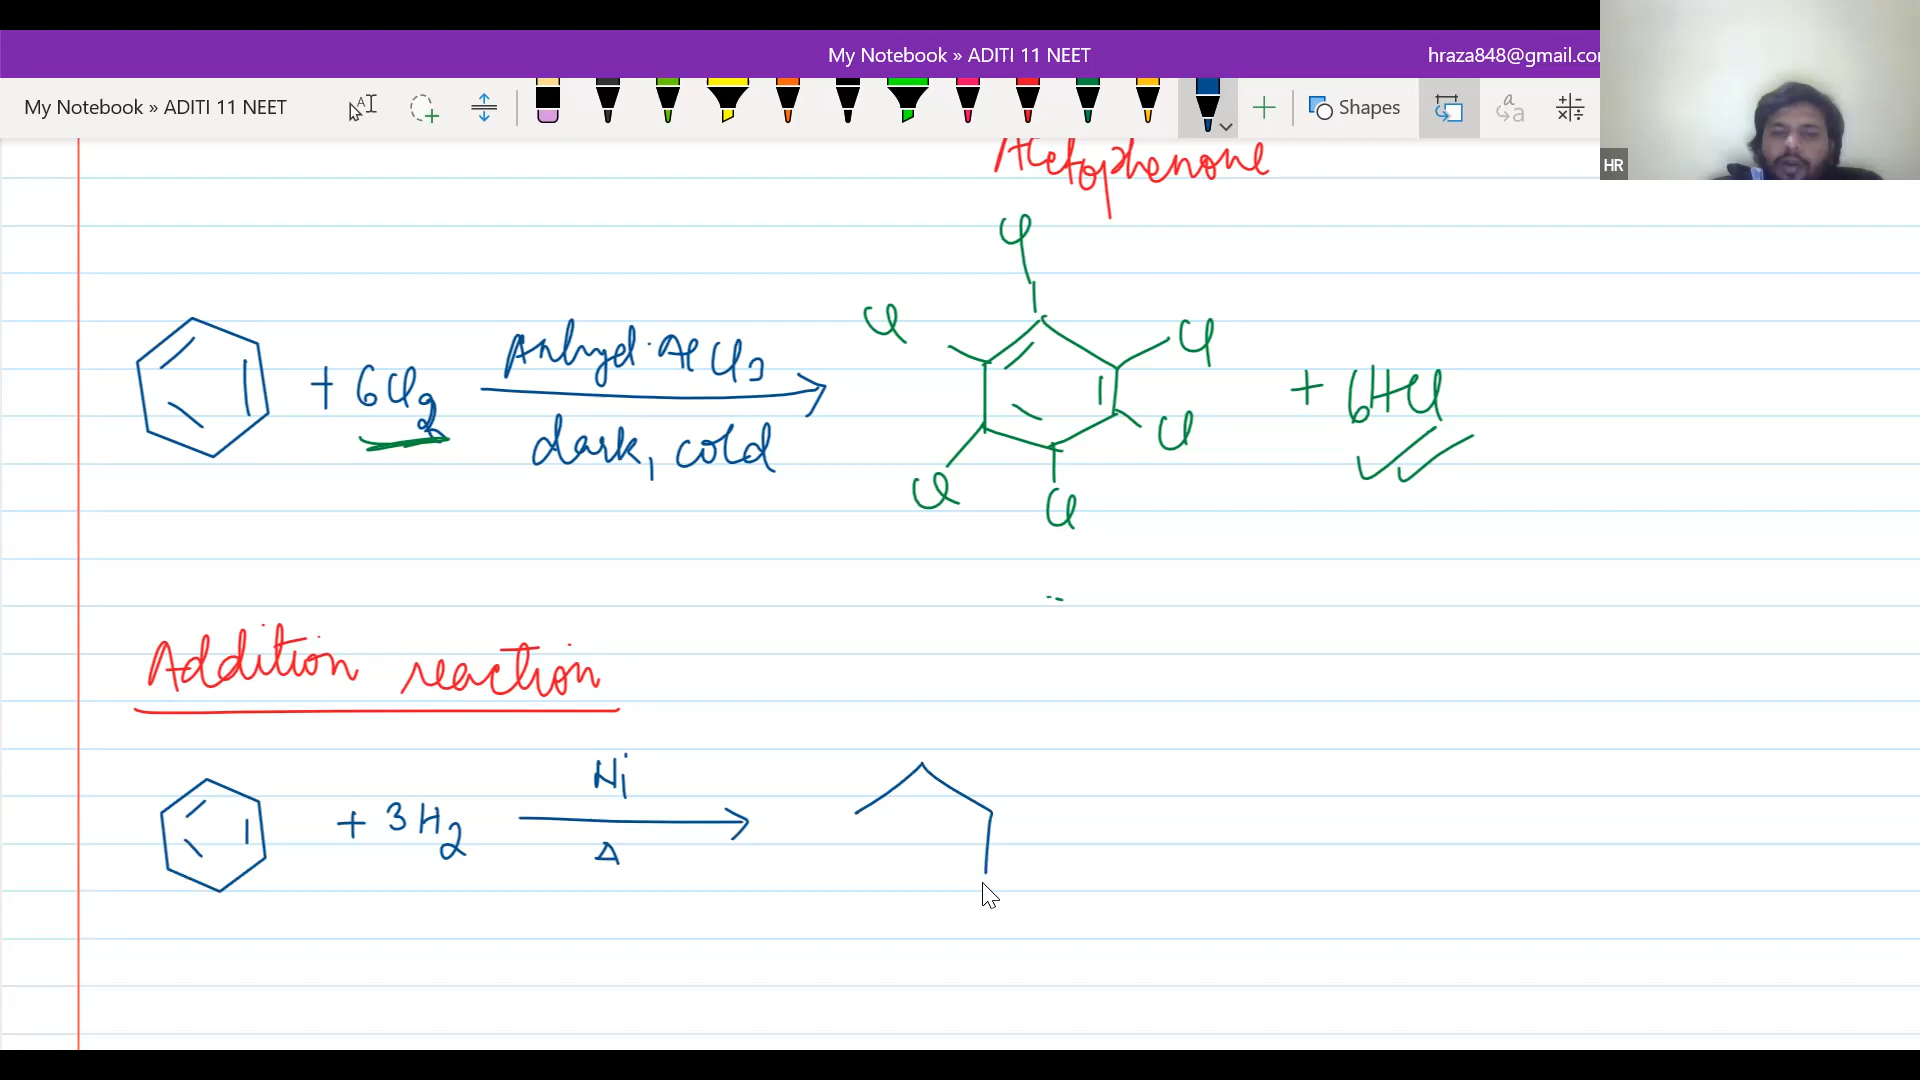 My Notebook » ADITI 11 NEET
hraza848@gmail.co
My Notebook » ADITI 11 NEET
Shapes
HR
Acetophenone
Cl
Cl Cl
+ 6Cl2 Anhyd. AlCl3 + 6HCl
dark, cold Cl
Cl Cl
Addition reaction
+ 3H2 Ni
Δ